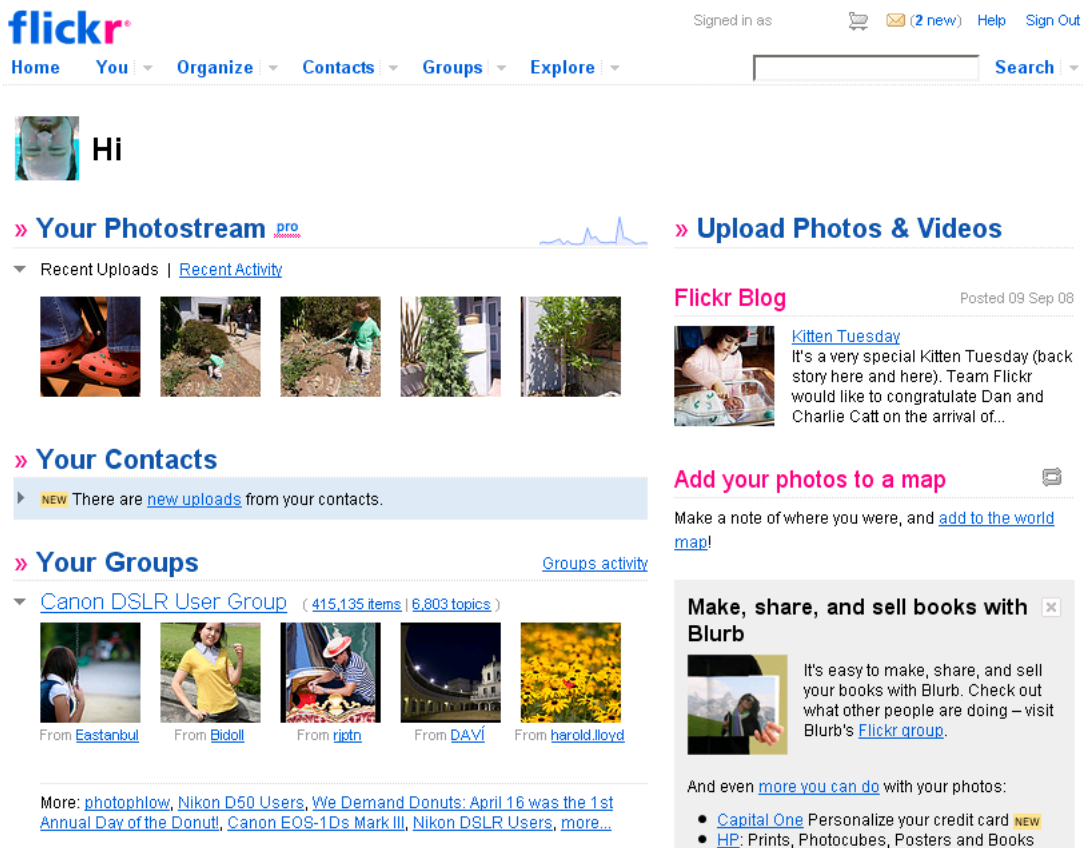 flickr
Signed in as
(2 new) Help Sign Out
Home You Organize Contacts Groups Explore
Search
Hi
» Your Photostream pro
Recent Uploads | Recent Activity
» Your Contacts
NEW There are new uploads from your contacts.
» Your Groups
Groups activity
Canon DSLR User Group ( 415,135 items | 6,803 topics )
From Eastanbul From Bidoll From rjptn From DAVÍ From harold.lloyd
More: photophlow, Nikon D50 Users, We Demand Donuts: April 16 was the 1st
Annual Day of the Donut!, Canon EOS-1Ds Mark III, Nikon DSLR Users, more...
» Upload Photos & Videos
Flickr Blog
Posted 09 Sep 08
Kitten Tuesday
It's a very special Kitten Tuesday (back
story here and here). Team Flickr
would like to congratulate Dan and
Charlie Catt on the arrival of...
Add your photos to a map
Make a note of where you were, and add to the world
map!
Make, share, and sell books with
Blurb
It's easy to make, share, and sell
your books with Blurb. Check out
what other people are doing – visit
Blurb's Flickr group.
And even more you can do with your photos:
• Capital One Personalize your credit card NEW
• HP: Prints, Photocubes, Posters and Books